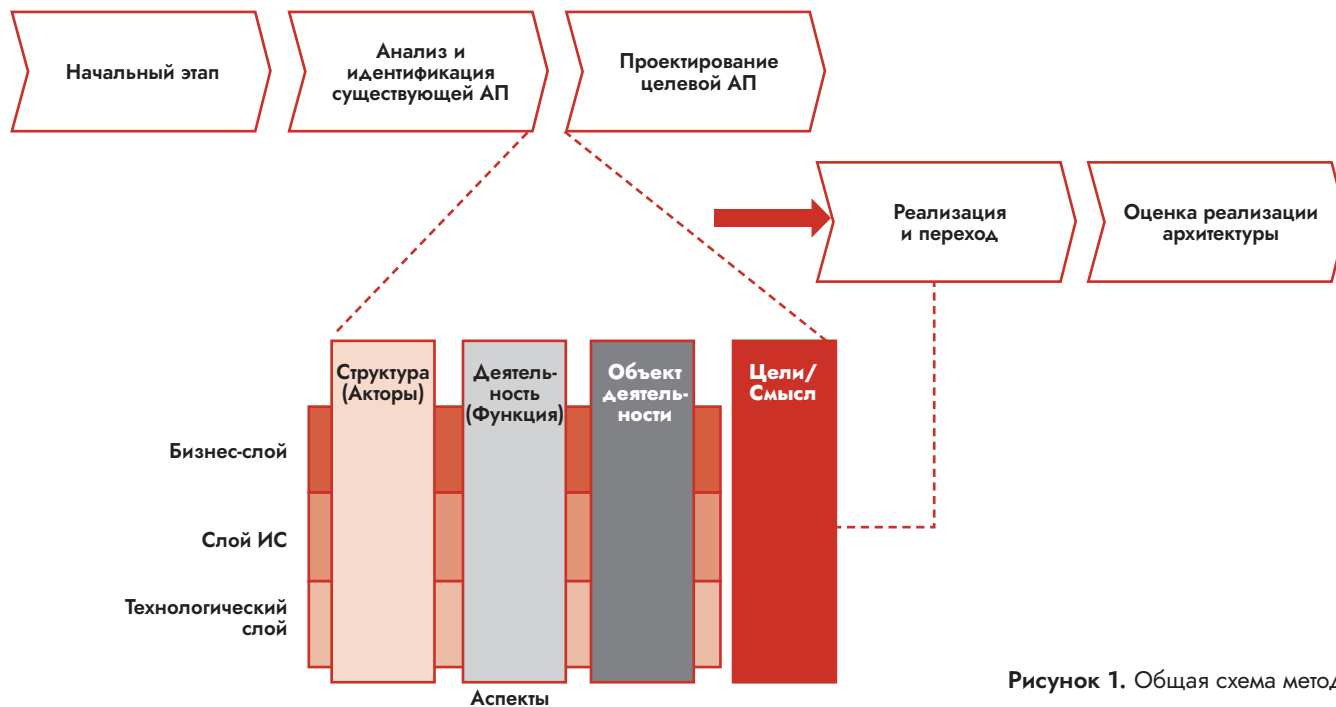 Начальный этап
Анализ и
идентификация
существующей АП
Проектирование
целевой АП
Реализация
и переход
Оценка реализации
архитектуры
Структура
(Акторы)
Деятель-
ность
(Функция)
Объект
деятель-
ности
Цели/
Смысл
Бизнес-слой
Слой ИС
Технологический
слой
Аспекты
Рисунок 1. Общая схема метод